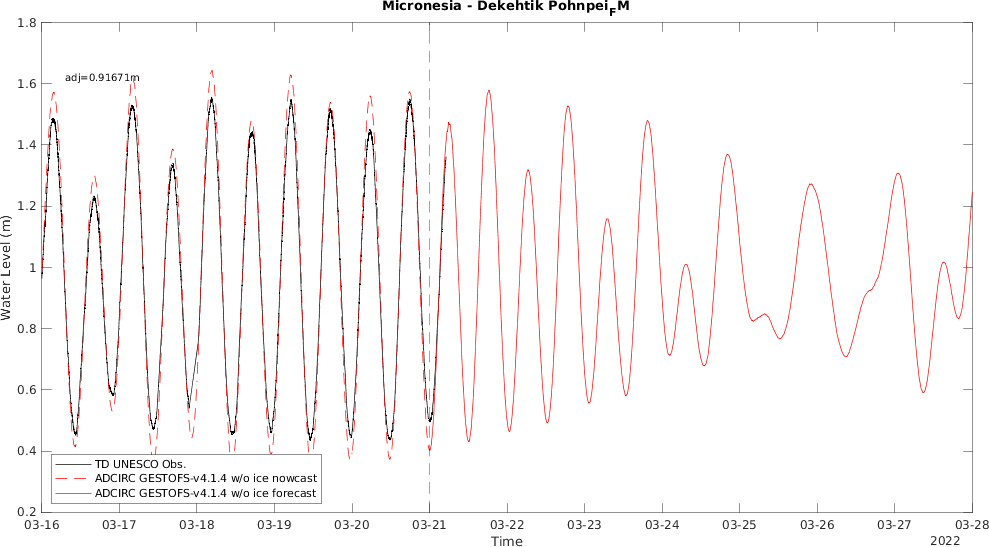 Micronesia - Dekehtik Pohnpei_FM
1.8
adj=0.91671m
1.6
1.4
1.2
1
0.8
0.6
0.4
0.2
Water Level (m)
TD UNESCO Obs.
ADCIRC GESTOFS-v4.1.4 w/o ice nowcast
ADCIRC GESTOFS-v4.1.4 w/o ice forecast
03-16 03-17 03-18 03-19 03-20 03-21 03-22 03-23 03-24 03-25 03-26 03-27 03-28
Time
2022